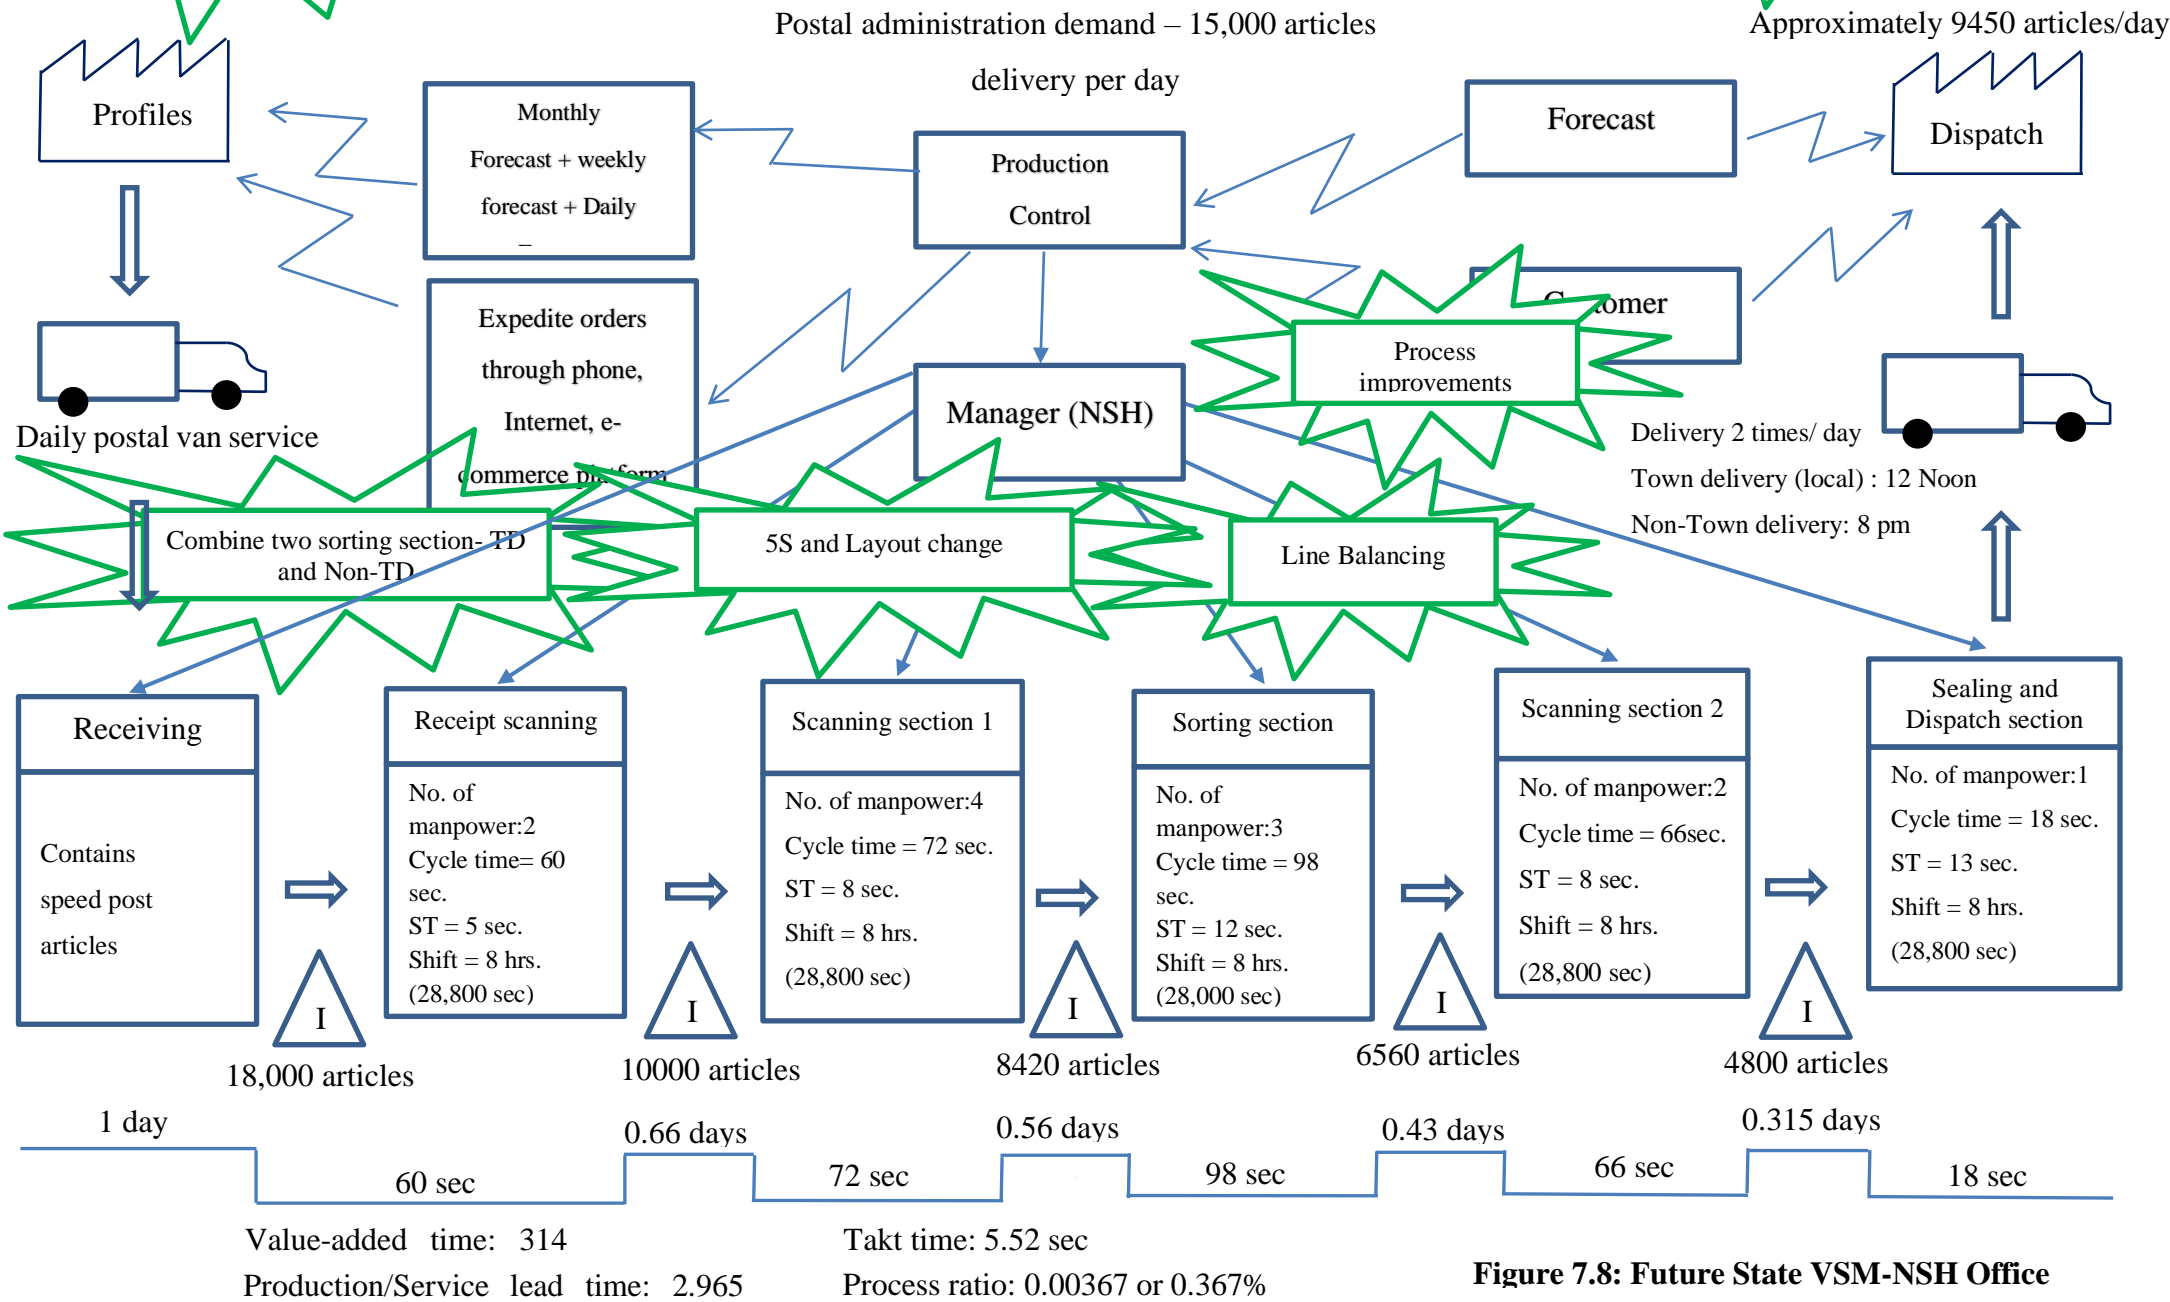 Postal administration demand – 15,000 articles
delivery per day
Approximately 9450 articles/day
Profiles
Monthly
Forecast + weekly
forecast + Daily
Production
Control
Forecast
Dispatch
Expedite orders
through phone,
Internet, e-
commerce platform
Customer
Process
improvements
Manager (NSH)
Daily postal van service
Delivery 2 times/ day
Town delivery (local) : 12 Noon
Non-Town delivery: 8 pm
Combine two sorting section- TD
and Non-TD
5S and Layout change
Line Balancing
Receiving
Contains
speed post
articles
Receipt scanning
No. of
manpower:2
Cycle time= 60
sec.
ST = 5 sec.
Shift = 8 hrs.
(28,800 sec)
Scanning section 1
No. of manpower:4
Cycle time = 72 sec.
ST = 8 sec.
Shift = 8 hrs.
(28,800 sec)
Sorting section
No. of
manpower:3
Cycle time = 98
sec.
ST = 12 sec.
Shift = 8 hrs.
(28,000 sec)
Scanning section 2
No. of manpower:2
Cycle time = 66sec.
ST = 8 sec.
Shift = 8 hrs.
(28,800 sec)
Sealing and
Dispatch section
No. of manpower:1
Cycle time = 18 sec.
ST = 13 sec.
Shift = 8 hrs.
(28,800 sec)
I
I
I
I
I
18,000 articles
10000 articles
8420 articles
6560 articles
4800 articles
1 day
0.66 days
0.56 days
0.43 days
0.315 days
60 sec
72 sec
98 sec
66 sec
18 sec
Value-added time: 314
Takt time: 5.52 sec
Production/Service lead time: 2.965
Process ratio: 0.00367 or 0.367%
Figure 7.8: Future State VSM-NSH Office